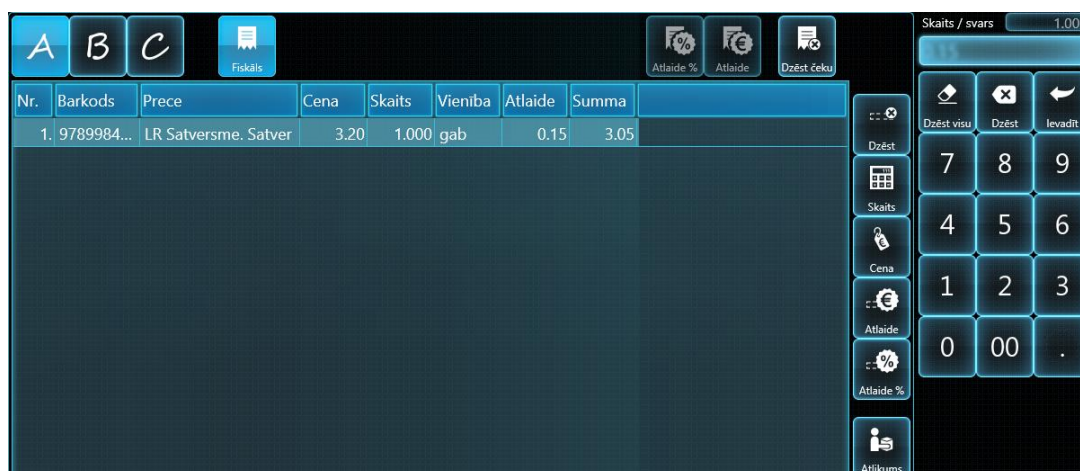 A B C
Fiskāls
Atlaide %
Atlaide
Dzēst čeku
Skaits / svars 1.00
Nr. Barkods Prece Cena Skaits Vienība Atlaide Summa
1. 9789984... LR Satversme. Satver 3.20 1.000 gab 0.15 3.05
Dzēst
Skaits
Cena
Atlaide
Atlaide %
Atlikums
Dzēst visu
Dzēst
Ievadīt
7 8 9
4 5 6
1 2 3
0 00 .